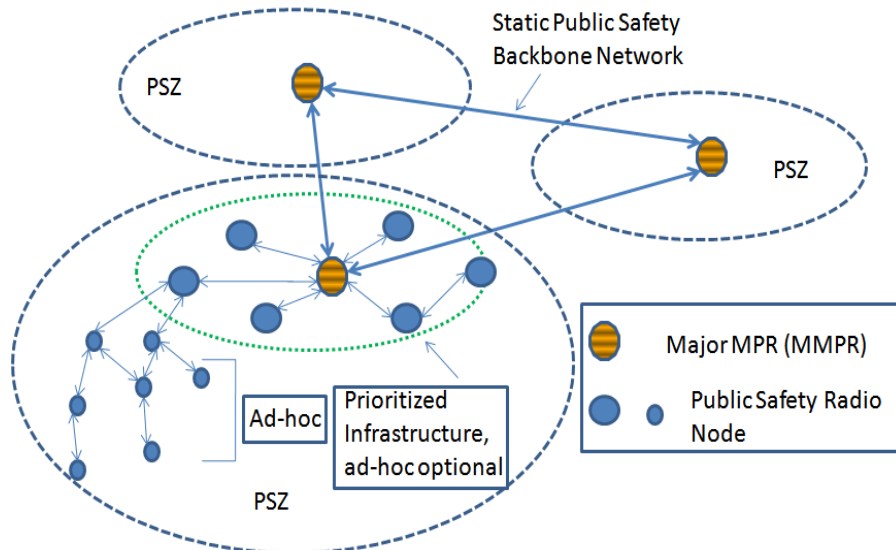 Static Public Safety
Backbone Network
PSZ
PSZ
Major MPR (MMPR)
Public Safety Radio
Node
Ad-hoc
Prioritized
Infrastructure,
ad-hoc optional
PSZ